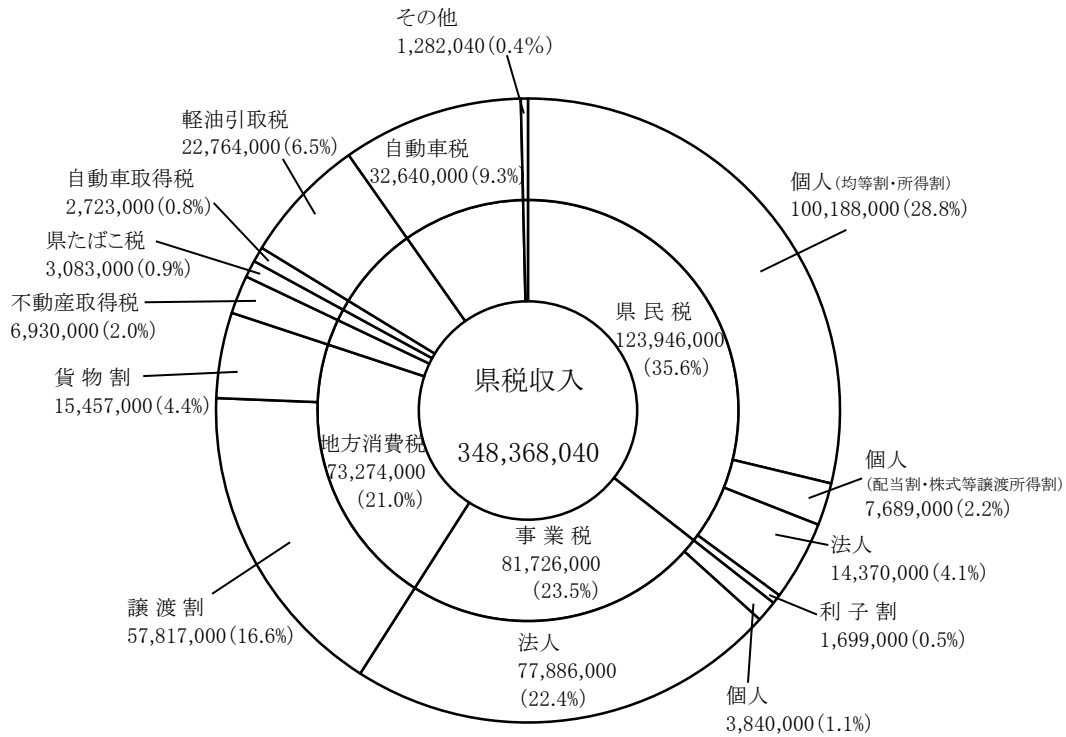 その他
1,282,040(0.4%)
軽油引取税
22,764,000(6.5%)
自動車税
32,640,000(9.3%)
自動車取得税
2,723,000(0.8%)
県たばこ税
3,083,000(0.9%)
不動産取得税
6,930,000(2.0%)
貨物割
15,457,000(4.4%)
個人(均等割・所得割)
100,188,000(28.8%)
県民税
123,946,000
(35.6%)
県税収入
348,368,040
地方消費税
73,274,000
(21.0%)
個人
(配当割・株式等譲渡所得割)
7,689,000(2.2%)
事業税
81,726,000
(23.5%)
法人
14,370,000(4.1%)
利子割
1,699,000(0.5%)
譲渡割
57,817,000(16.6%)
法人
77,886,000
(22.4%)
個人
3,840,000(1.1%)